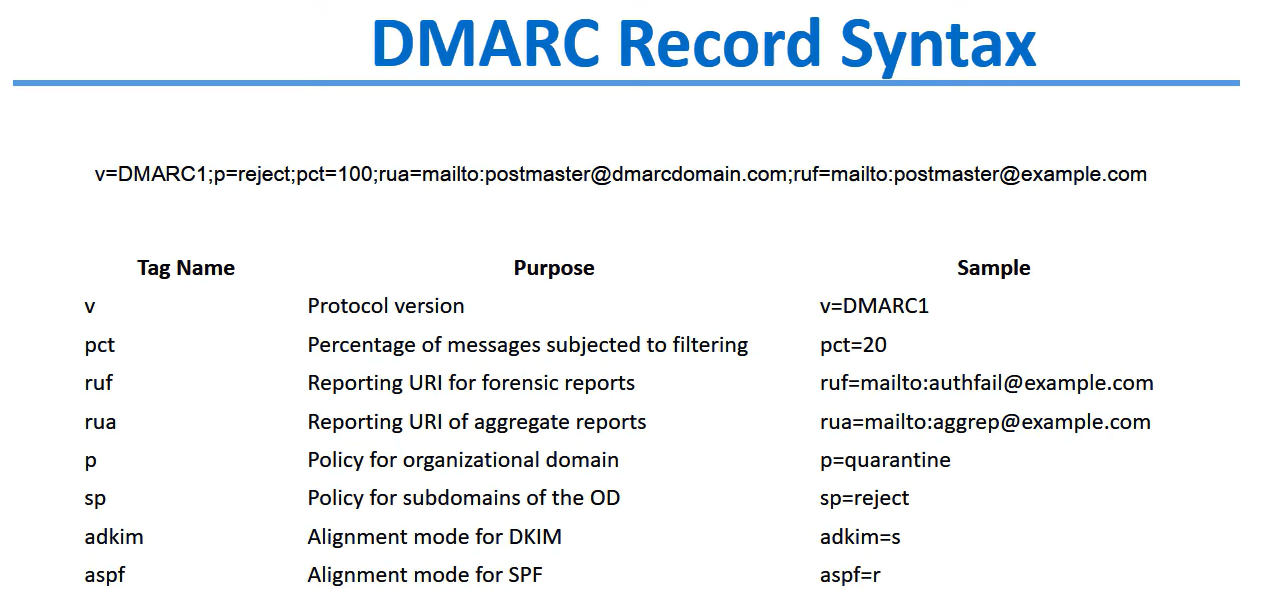 DMARC Record Syntax
v=DMARC1;p=reject;pct=100;rua=mailto:postmaster@dmarcdomain.com;ruf=mailto:postmaster@example.com
Tag Name Purpose Sample
v Protocol version v=DMARC1
pct Percentage of messages subjected to filtering pct=20
ruf Reporting URI for forensic reports ruf=mailto:authfail@example.com
rua Reporting URI of aggregate reports rua=mailto:aggrep@example.com
p Policy for organizational domain p=quarantine
sp Policy for subdomains of the OD sp=reject
adkim Alignment mode for DKIM adkim=s
aspf Alignment mode for SPF aspf=r